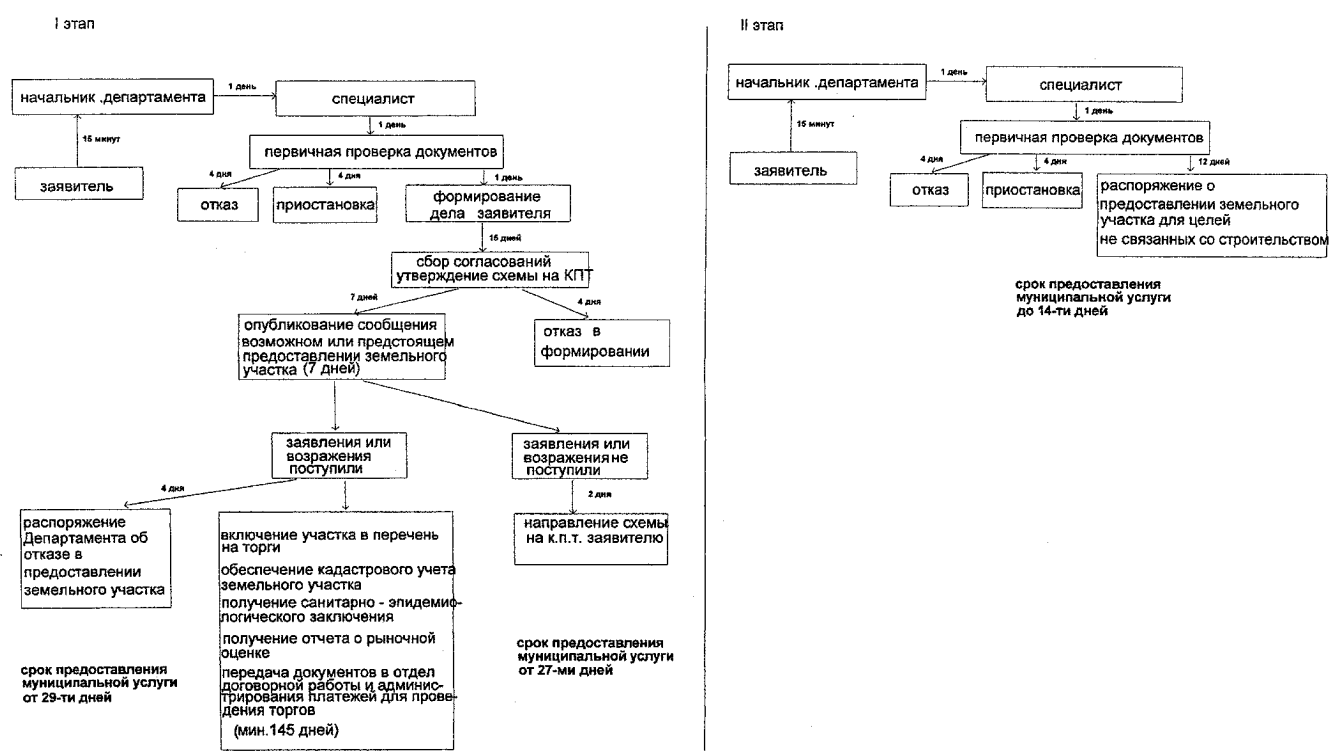 I этап
начальник .департамента
1 день
специалист
15 минут
1 день
первичная проверка документов
заявитель
4 дня
4 дня
1 день
отказ
приостановка
формирование
дела заявителя
15 дней
сбор согласований
утверждение схемы на КПТ
7 дней
4 дня
опубликование сообщения
возможном или предстоящем
предоставлении земельного
участка (7 дней)
отказ в
формировании
заявления или
возражения
поступили
заявления или
возражения не
поступили
4 дня
2 дня
распоряжение
Департамента об
отказе в
предоставлении
земельного участка
включение участка в перечень
на торги
обеспечение кадастрового учета
земельного участка
получение санитарно - эпидемио-
логического заключения
получение отчета о рыночной
оценке
передача документов в отдел
договорной работы и админис-
трирования платежей для прове-
дения торгов
(мин.145 дней)
направление схемы
на к.п.т. заявителю
срок предоставления
муниципальной услуги
от 29-ти дней
срок предоставления
муниципальной услуги
от 27-ми дней
II этап
начальник .департамента
1 день
специалист
15 минут
1 день
первичная проверка документов
заявитель
4 дня
4 дня
12 дней
отказ
приостановка
распоряжение о
предоставлении земельного
участка для целей
не связанных со строительством
срок предоставления
муниципальной услуги
до 14-ти дней